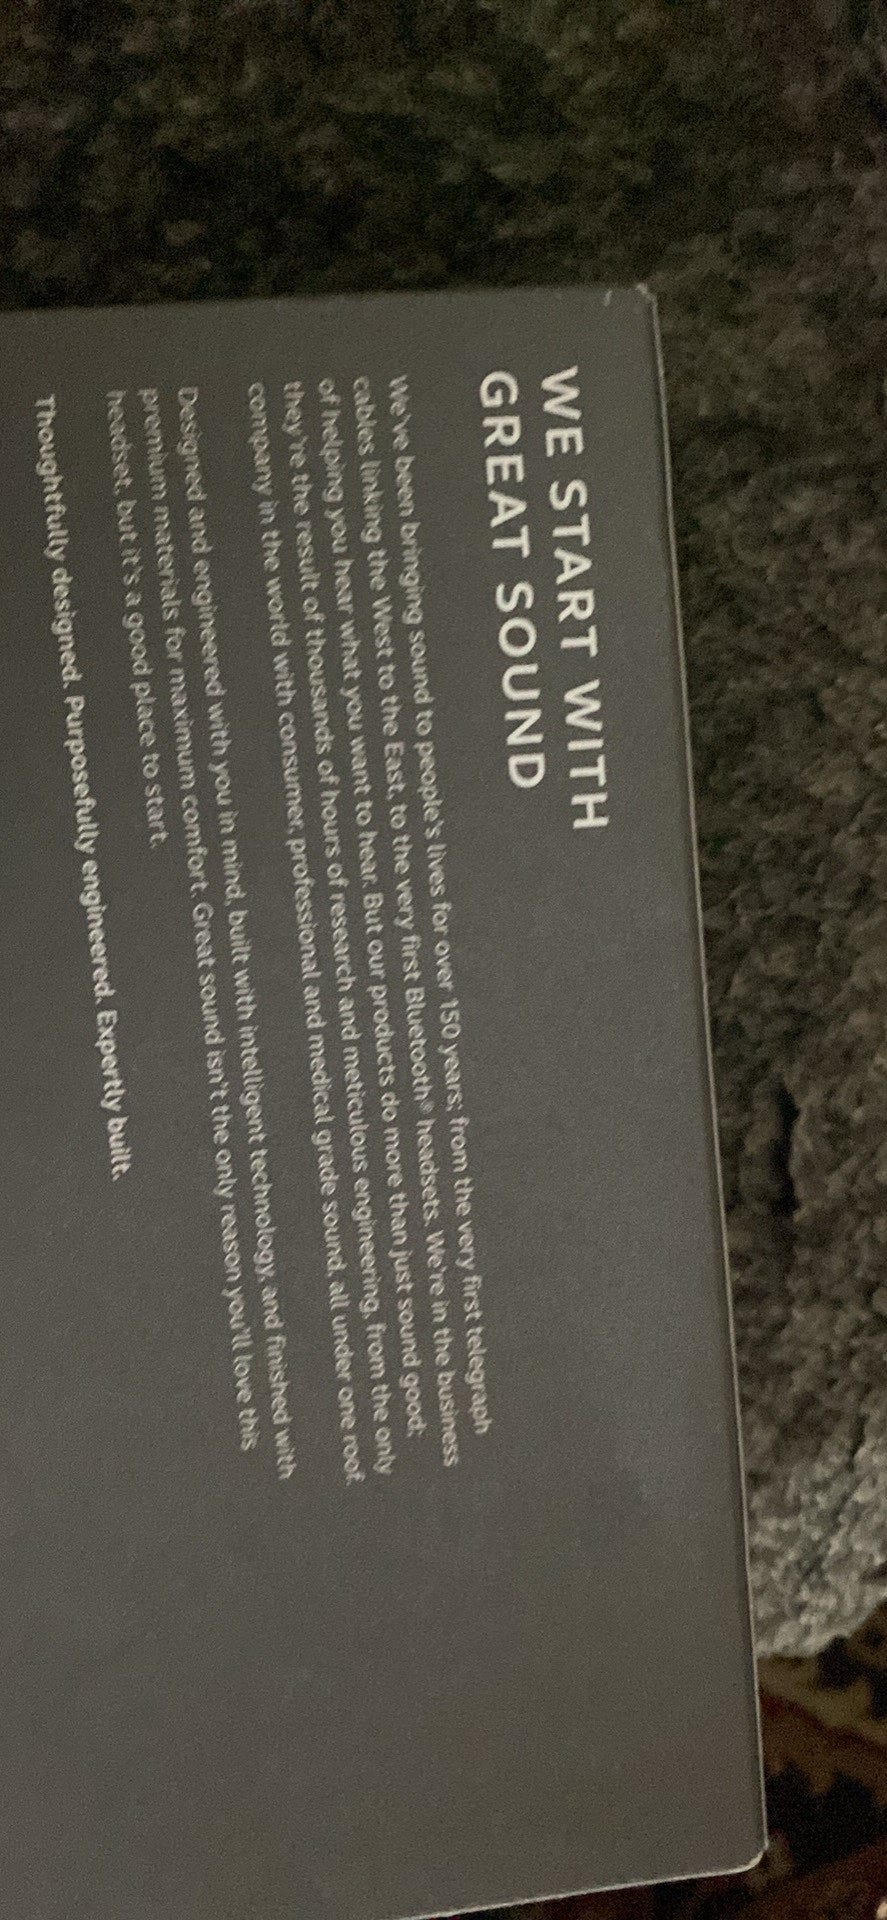 WE START WITH
GREAT SOUND
We've been bringing sound to people's lives for over 150 years; from the very first telegraph
cables linking the West to the East, to the very first Bluetooth® headsets. We're in the business
of helping you hear what you want to hear. But our products do more than just sound good;
they're the result of thousands of hours of research and meticulous engineering, from the only
company in the world with consumer, professional and medical grade sound, all under one roof.
Designed and engineered with you in mind, built with intelligent technology, and finished with
premium materials for maximum comfort. Great sound isn't the only reason you'll love this
headset, but it's a good place to start.
Thoughtfully designed. Purposefully engineered. Expertly built.